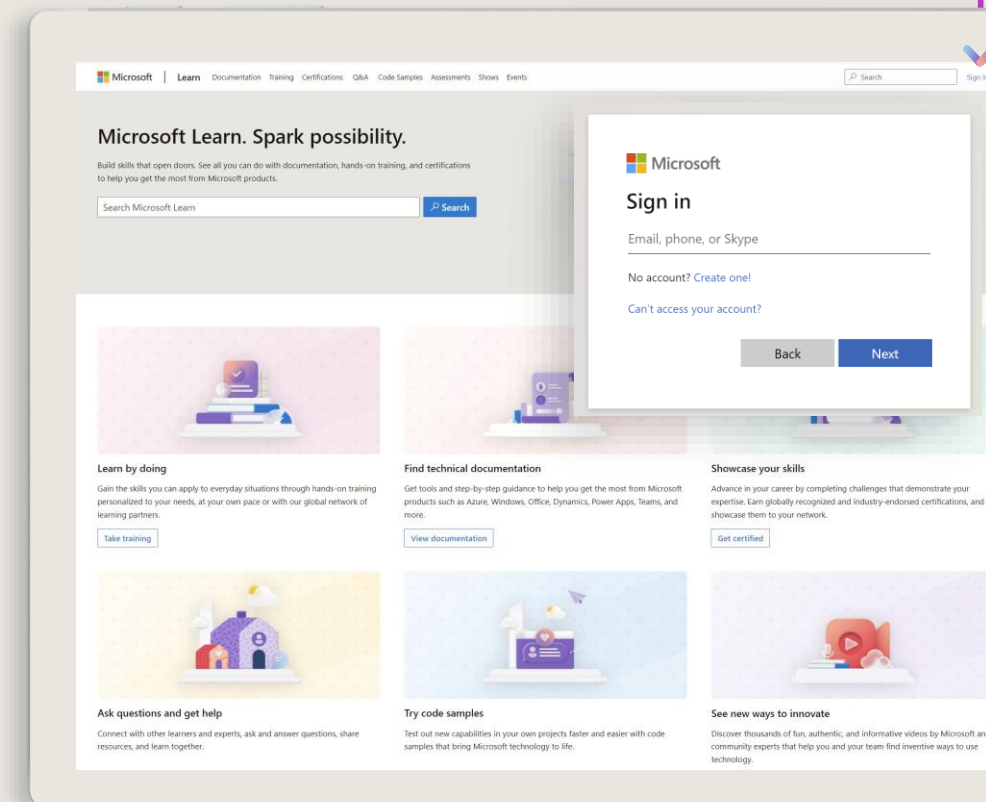 Microsoft | Learn Documentation Training Certifications Q&A Code Samples Assessments Shows Events Search Sign in
Microsoft Learn. Spark possibility.
Build skills that open doors. See all you can do with documentation, hands-on training, and certifications
to help you get the most from Microsoft products.
Search Microsoft Learn Search
Microsoft
Sign in
Email, phone, or Skype
No account? Create one!
Can't access your account?
Back Next
Learn by doing
Gain the skills you can apply to everyday situations through hands-on training
personalized to your needs, at your own pace or with our global network of
learning partners.
Take training
Find technical documentation
Get tools and step-by-step guidance to help you get the most from Microsoft
products such as Azure, Windows, Office, Dynamics, Power Apps, Teams, and
more.
View documentation
Showcase your skills
Advance in your career by completing challenges that demonstrate your
expertise. Earn globally recognized and industry-endorsed certifications, and
showcase them to your network.
Get certified
Ask questions and get help
Connect with other learners and experts, ask and answer questions, share
resources, and learn together.
Try code samples
Test out new capabilities in your own projects faster and easier with code
samples that bring Microsoft technology to life.
See new ways to innovate
Discover thousands of fun, authentic, and informative videos by Microsoft an
community experts that help you and your team find inventive ways to use
technology.